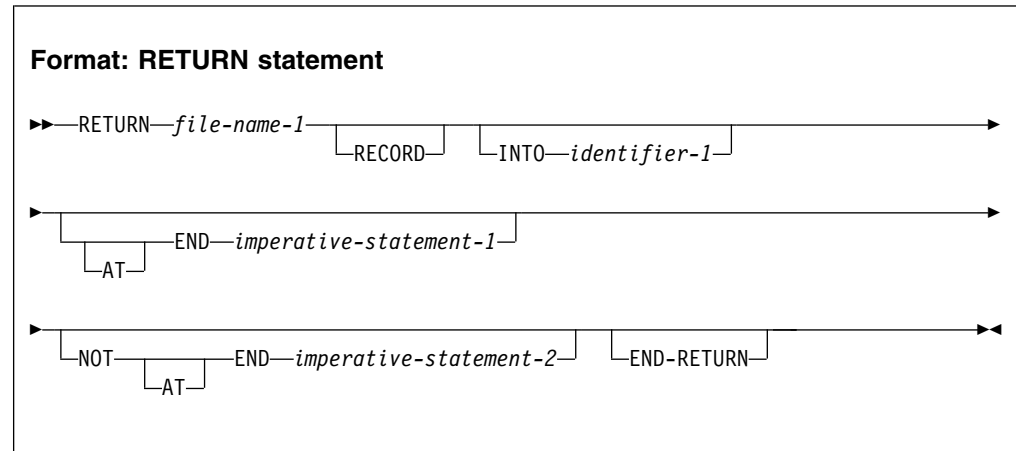 Format: RETURN statement
RETURN file-name-1
RECORD INTO identifier-1
END imperative-statement-1
AT
NOT END imperative-statement-2 END-RETURN
AT